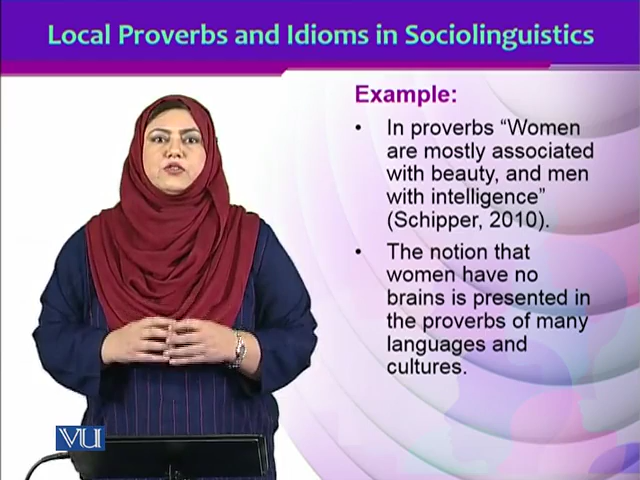 Local Proverbs and Idioms in Sociolinguistics
Example:
• In proverbs “Women
are mostly associated
with beauty, and men
with intelligence”
(Schipper, 2010).
• The notion that
women have no
brains is presented in
the proverbs of many
languages and
cultures.
VU